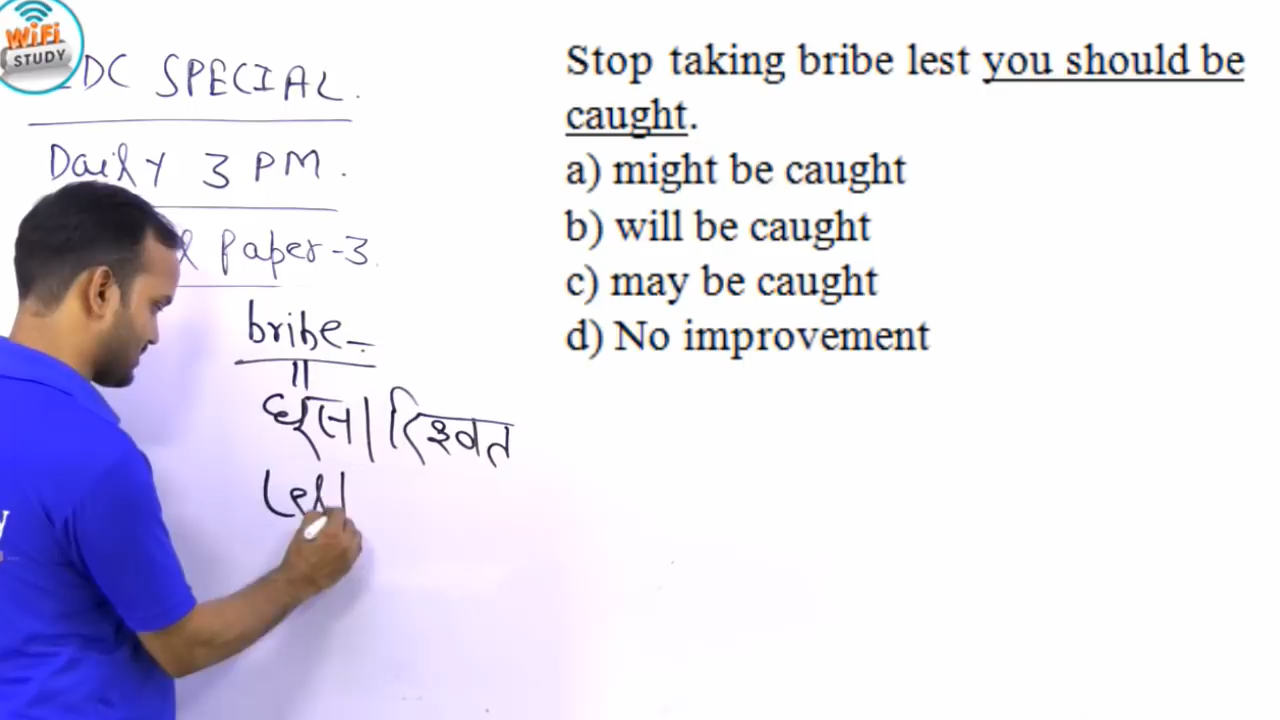 WiFi
STUDY
DC SPECIAL.
Daily 3 PM.
Paper-3.
bribe-
घूस/रिश्वत
lest
y
Stop taking bribe lest you should be
caught.
a) might be caught
b) will be caught
c) may be caught
d) No improvement